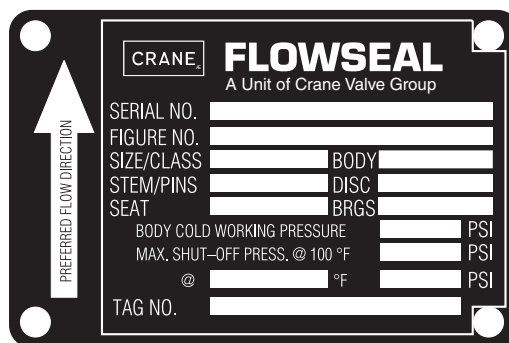 CRANE
FLOWSEAL
A Unit of Crane Valve Group
SERIAL NO.
FIGURE NO.
SIZE/CLASS BODY
STEM/PINS DISC
SEAT BRGS
BODY COLD WORKING PRESSURE PSI
MAX. SHUT–OFF PRESS. @ 100 °F PSI
@ °F PSI
TAG NO.
PREFERRED FLOW DIRECTION